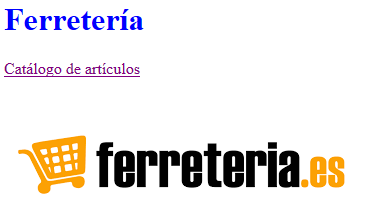 Ferretería
Catálogo de artículos
ferreteria.es